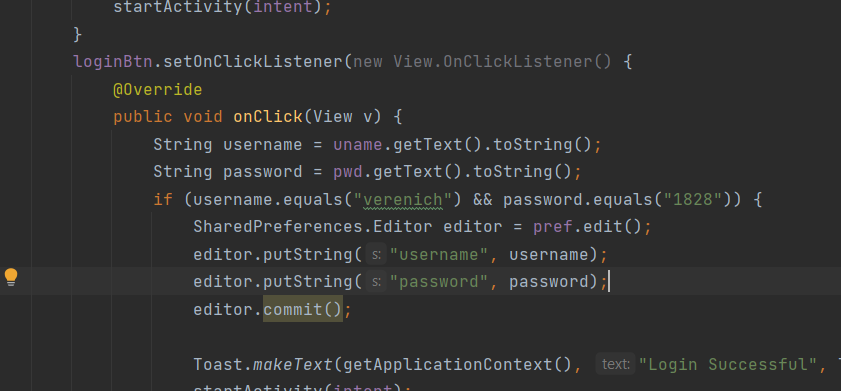 startActivity(intent);
}
loginBtn.setOnClickListener(new View.OnClickListener() {
@Override
public void onClick(View v) {
String username = uname.getText().toString();
String password = pwd.getText().toString();
if (username.equals("verenich") && password.equals("1828")) {
SharedPreferences.Editor editor = pref.edit();
editor.putString( s: "username", username);
editor.putString( s: "password", password);
editor.commit();
Toast.makeText(getApplicationContext(), text: "Login Successful",
startActivity(intent);